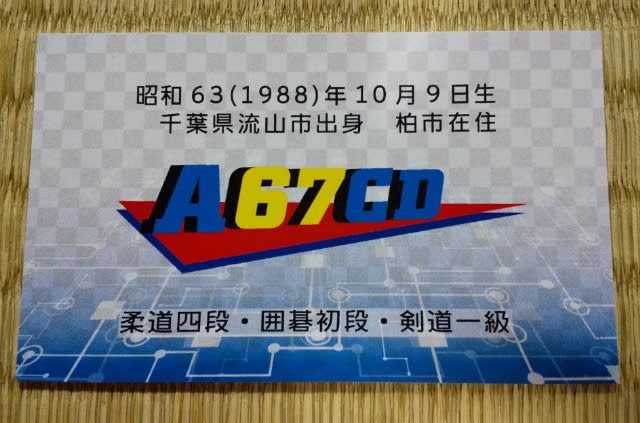 昭和63(1988)年10月9日生
千葉県流山市出身　柏市在住
A67CD
柔道四段・囲碁初段・剣道一級